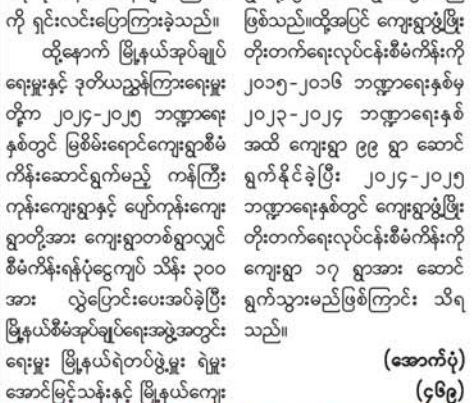 ကို ရှင်းလင်းပြောကြားခဲ့သည်။
ထို့နောက် မြို့နယ်အုပ်ချုပ်
ရေးမှူးနှင့် ဒုတိယညွှန်ကြားရေးမှူး
တို့က ၂၀၂၄-၂၀၂၅ ဘဏ္ဍာရေး
နှစ်တွင် မြစိမ်းရောင်ကျေးရွာစီမံ
ကိန်းဆောင်ရွက်မည့် ကန်ကြီး
ကုန်းကျေးရွာနှင့် ပျော်ကုန်းကျေး
ရွာတို့အား ကျေးရွာတစ်ရွာလျှင်
စီမံကိန်းရန်ပုံငွေကျပ် သိန်း ၃၀၀
အား လွှဲပြောင်းပေးအပ်ခဲ့ပြီး
မြို့နယ်စီမံအုပ်ချုပ်ရေးအဖွဲ့အတွင်း
ရေးမှူး မြို့နယ်ရဲတပ်ဖွဲ့မှူး ရဲမှူး
အောင်မြင့်သန်းနှင့် မြို့နယ်ကျေး
ဖြစ်သည်။ထို့အပြင် ကျေးရွာဖွံ့ဖြိုး
တိုးတက်ရေးလုပ်ငန်းစီမံကိန်းကို
၂၀၁၅-၂၀၁၆ ဘဏ္ဍာရေးနှစ်မှ
၂၀၂၃-၂၀၂၄ ဘဏ္ဍာရေးနှစ်
အထိ ကျေးရွာ ၉၉ ရွာ ဆောင်
ရွက်နိုင်ခဲ့ပြီး ၂၀၂၄-၂၀၂၅
ဘဏ္ဍာရေးနှစ်တွင် ကျေးရွာဖွံ့ဖြိုး
တိုးတက်ရေးလုပ်ငန်းစီမံကိန်းကို
ကျေးရွာ ၁၇ ရွာအား ဆောင်
ရွက်သွားမည်ဖြစ်ကြောင်း သိရ
သည်။
(အောက်ပုံ)
(၄၆၉)